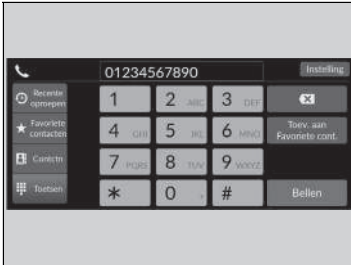 01234567890
Instelling
Recente
oproepen
1
2 ABC
3 DEF
Favoriete
contacten
4 GHI
5 JKL
6 MNO
Toev. aan
Favoriete cont.
Contctn
7 PQRS
8 TUV
9 WXYZ
Toetsen
*
0 +
#
Bellen